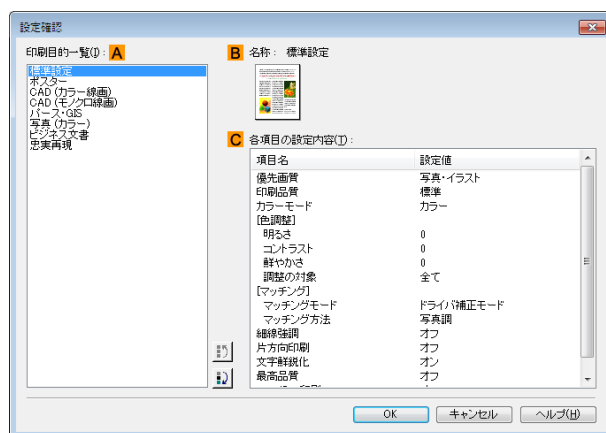 設定確認
印刷目的一覧(I): A
標準設定
ポスター
CAD (カラー線画)
CAD (モノクロ線画)
パース・GIS
写真 (カラー)
ビジネス文書
忠実再現
B 名称: 標準設定
C 各項目の設定内容(T):
項目名 設定値
優先画質 写真・イラスト
印刷品質 標準
カラーモード カラー
[色調整]
明るさ 0
コントラスト 0
鮮やかさ 0
調整の対象 全て
[マッチング]
マッチングモード ドライバ補正モード
マッチング方法 写真調
細線強調 オフ
片方向印刷 オフ
文字鮮鋭化 オン
最高品質 オフ
OK キャンセル ヘルプ(H)